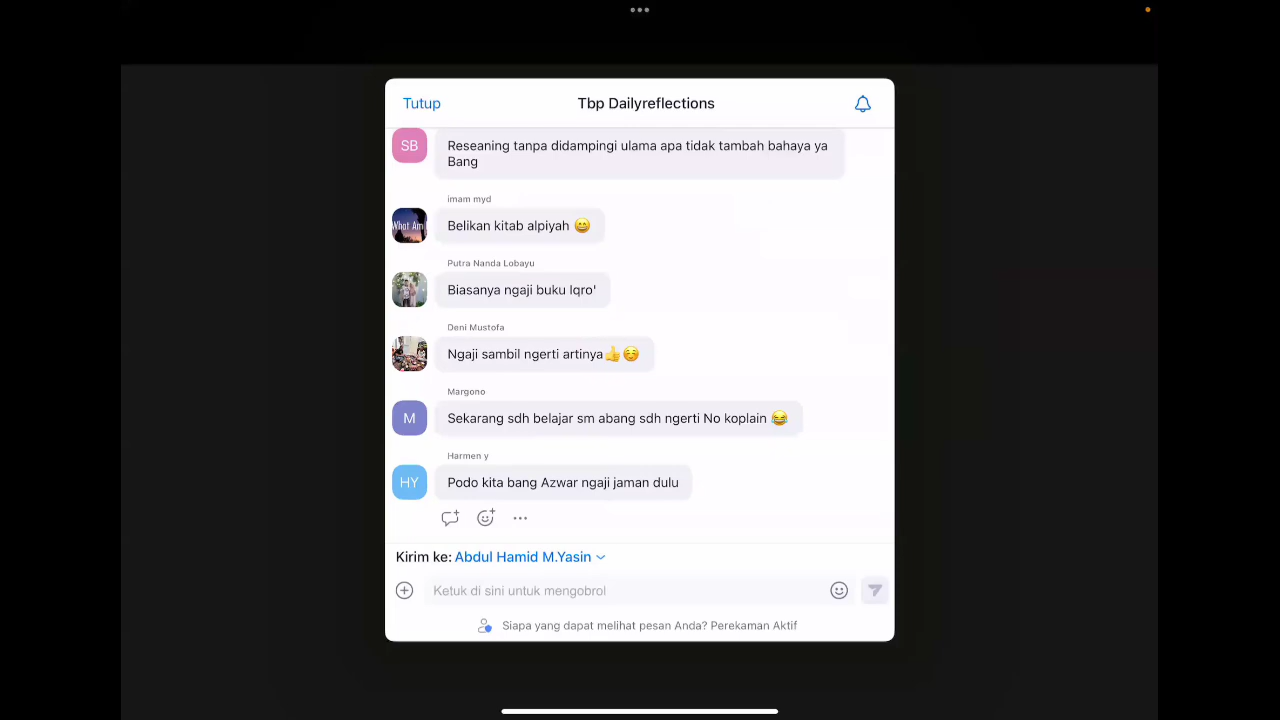 Tutup
Tbp Dailyreflections
SB
Reseaning tanpa didampingi ulama apa tidak tambah bahaya ya
Bang
imam myd
What Am I
Belikan kitab alpiyah 😄
Putra Nanda Lobayu
Biasanya ngaji buku Iqro'
Deni Mustofa
Ngaji sambil ngerti artinya👍☺️
Margono
M
Sekarang sdh belajar sm abang sdh ngerti No koplain 😂
Harmen y
HY
Podo kita bang Azwar ngaji jaman dulu
Kirim ke: Abdul Hamid M.Yasin
Ketuk di sini untuk mengobrol
Siapa yang dapat melihat pesan Anda? Perekaman Aktif